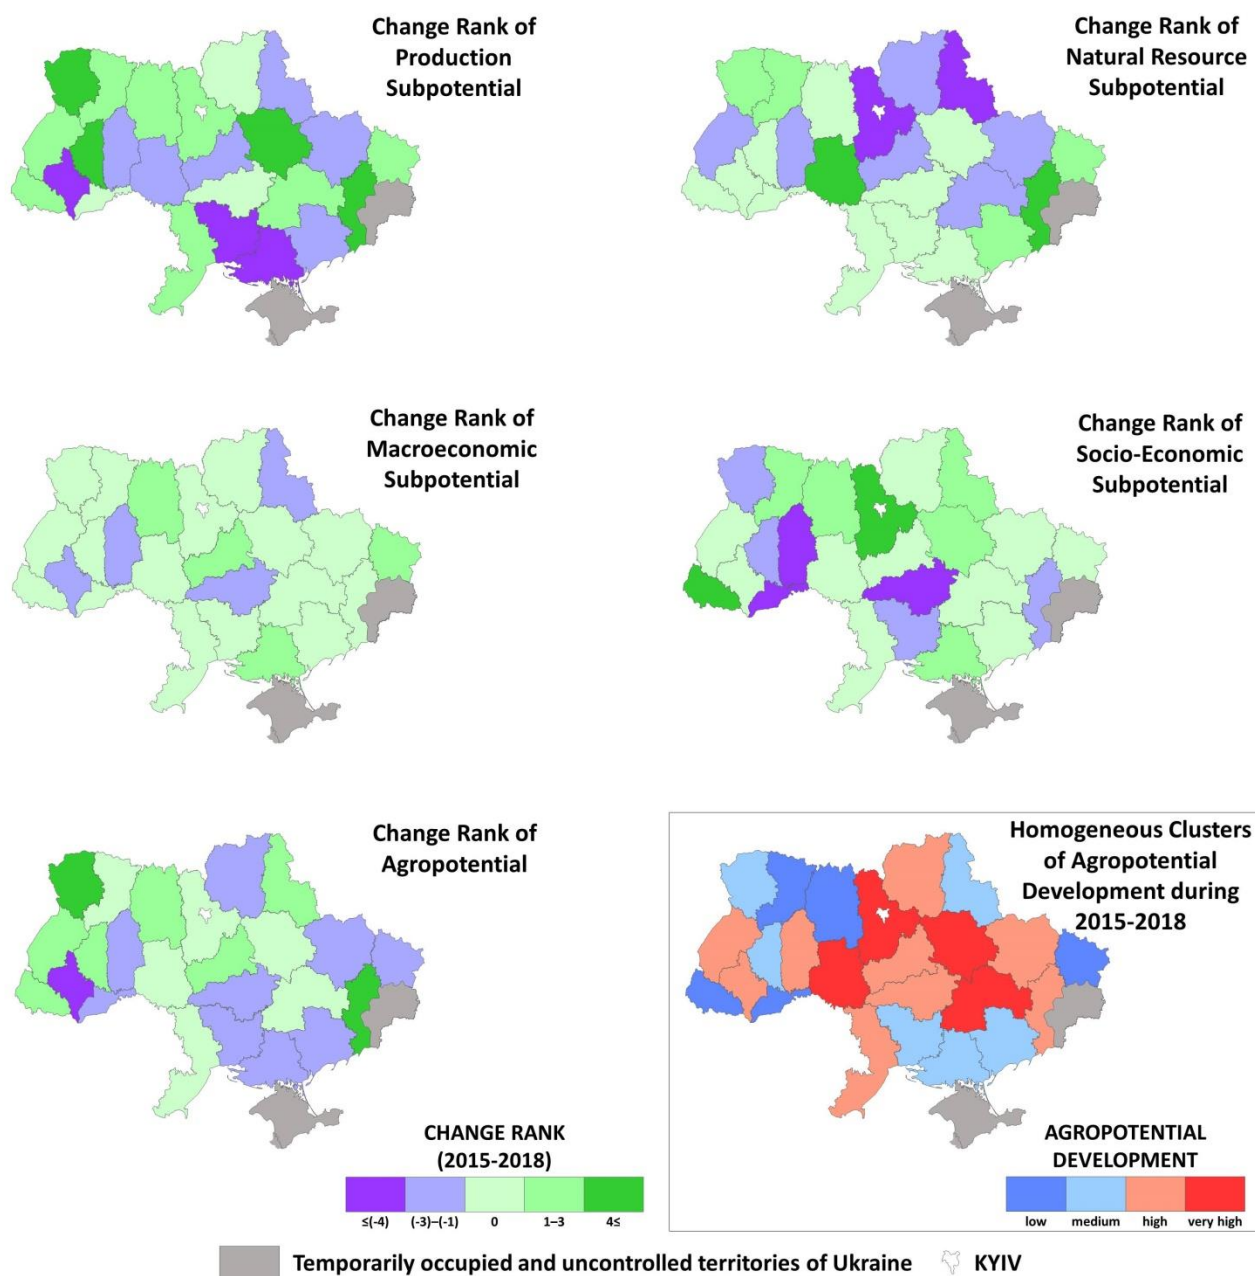 Change Rank of
Production
Subpotential
Change Rank of
Natural Resource
Subpotential
Change Rank of
Macroeconomic
Subpotential
Change Rank of
Socio-Economic
Subpotential
Change Rank of
Agropotential
Homogeneous Clusters
of Agropotential
Development during
2015-2018
CHANGE RANK
(2015-2018)
≤(-4) (-3)–(-1) 0 1–3 4≤
AGROPOTENTIAL
DEVELOPMENT
low medium high very high
Temporarily occupied and uncontrolled territories of Ukraine KYIV